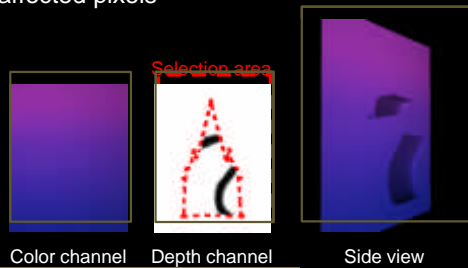 affected pixels
Selection area
Color channel
Depth channel
Side view